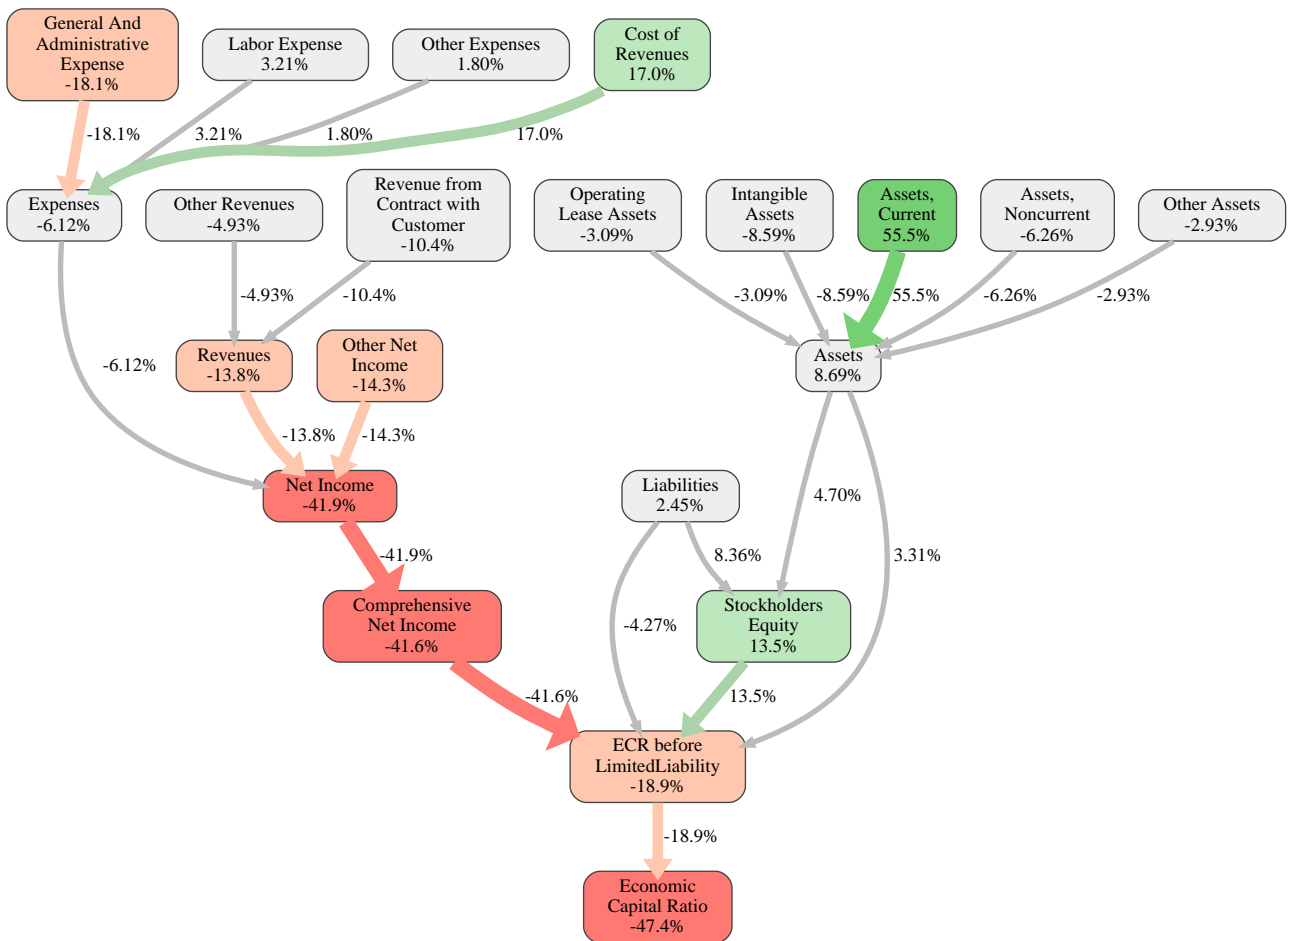 General And
Administrative
Expense
-18.1%
Labor Expense
3.21%
Other Expenses
1.80%
Cost of
Revenues
17.0%
-18.1%
3.21%
1.80%
17.0%
Expenses
-6.12%
Other Revenues
-4.93%
Revenue from
Contract with
Customer
-10.4%
Operating
Lease Assets
-3.09%
Intangible
Assets
-8.59%
Assets,
Current
55.5%
Assets,
Noncurrent
-6.26%
Other Assets
-2.93%
-4.93%
-10.4%
-3.09%
-8.59%
55.5%
-6.26%
-2.93%
-6.12%
Revenues
-13.8%
Other Net
Income
-14.3%
Assets
8.69%
-13.8%
-14.3%
Net Income
-41.9%
Liabilities
2.45%
4.70%
-41.9%
8.36%
3.31%
Comprehensive
Net Income
-41.6%
-4.27%
Stockholders
Equity
13.5%
-41.6%
13.5%
ECR before
LimitedLiability
-18.9%
-18.9%
Economic
Capital Ratio
-47.4%